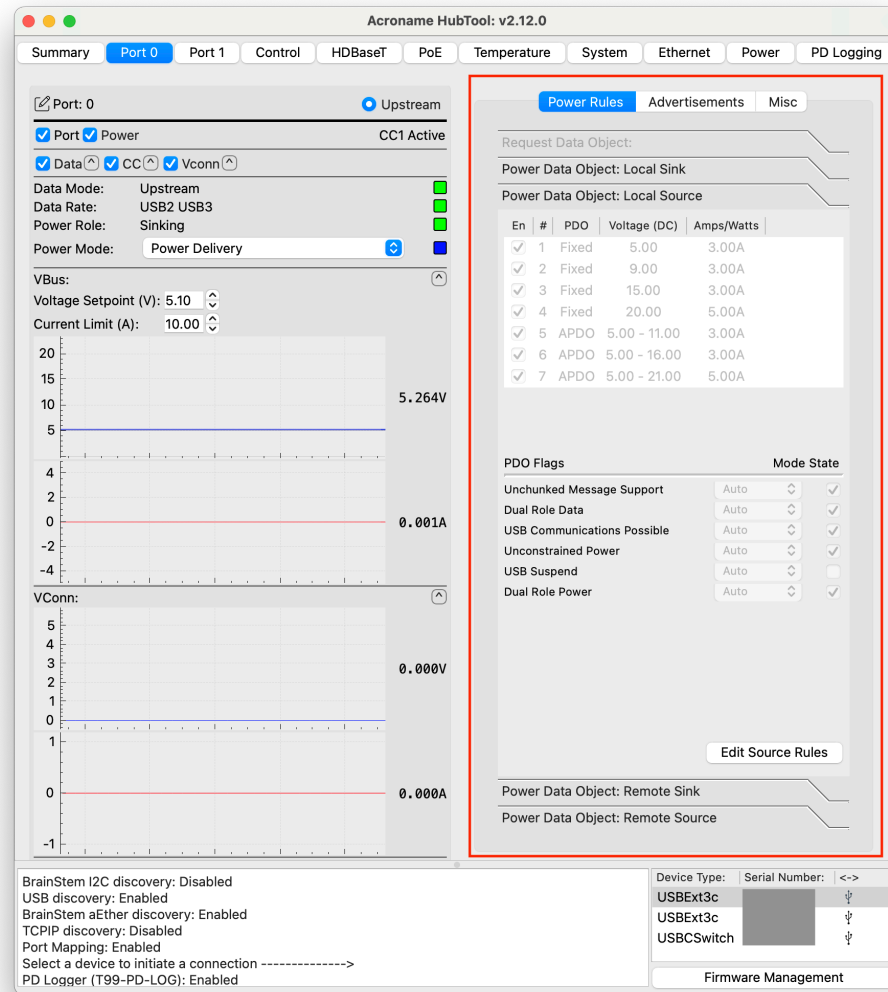 Acroname HubTool: v2.12.0
Summary Port 0 Port 1 Control HDBaseT PoE Temperature System Ethernet Power PD Logging
Port: 0 Upstream
Port Power CC1 Active
Data CC Vconn
Data Mode: Upstream
Data Rate: USB2 USB3
Power Role: Sinking
Power Mode: Power Delivery
VBus:
Voltage Setpoint (V): 5.10
Current Limit (A): 10.00
20
15
10
5
5.264V
4
2
0
-2
-4
0.001A
VConn:
5
4
3
2
1
0
0.000V
1
0
-1
0.000A
Power Rules Advertisements Misc
Request Data Object:
Power Data Object: Local Sink
Power Data Object: Local Source
En # PDO Voltage (DC) Amps/Watts
1 Fixed 5.00 3.00A
2 Fixed 9.00 3.00A
3 Fixed 15.00 3.00A
4 Fixed 20.00 5.00A
5 APDO 5.00 - 11.00 3.00A
6 APDO 5.00 - 16.00 3.00A
7 APDO 5.00 - 21.00 5.00A
PDO Flags Mode State
Unchunked Message Support Auto
Dual Role Data Auto
USB Communications Possible Auto
Unconstrained Power Auto
USB Suspend Auto
Dual Role Power Auto
Edit Source Rules
Power Data Object: Remote Sink
Power Data Object: Remote Source
BrainStem I2C discovery: Disabled
USB discovery: Enabled
BrainStem aEther discovery: Enabled
TCPIP discovery: Disabled
Port Mapping: Enabled
Select a device to initiate a connection -------------->
PD Logger (T99-PD-LOG): Enabled
Device Type: Serial Number: <->
USBExt3c
USBExt3c
USBCSwitch
Firmware Management